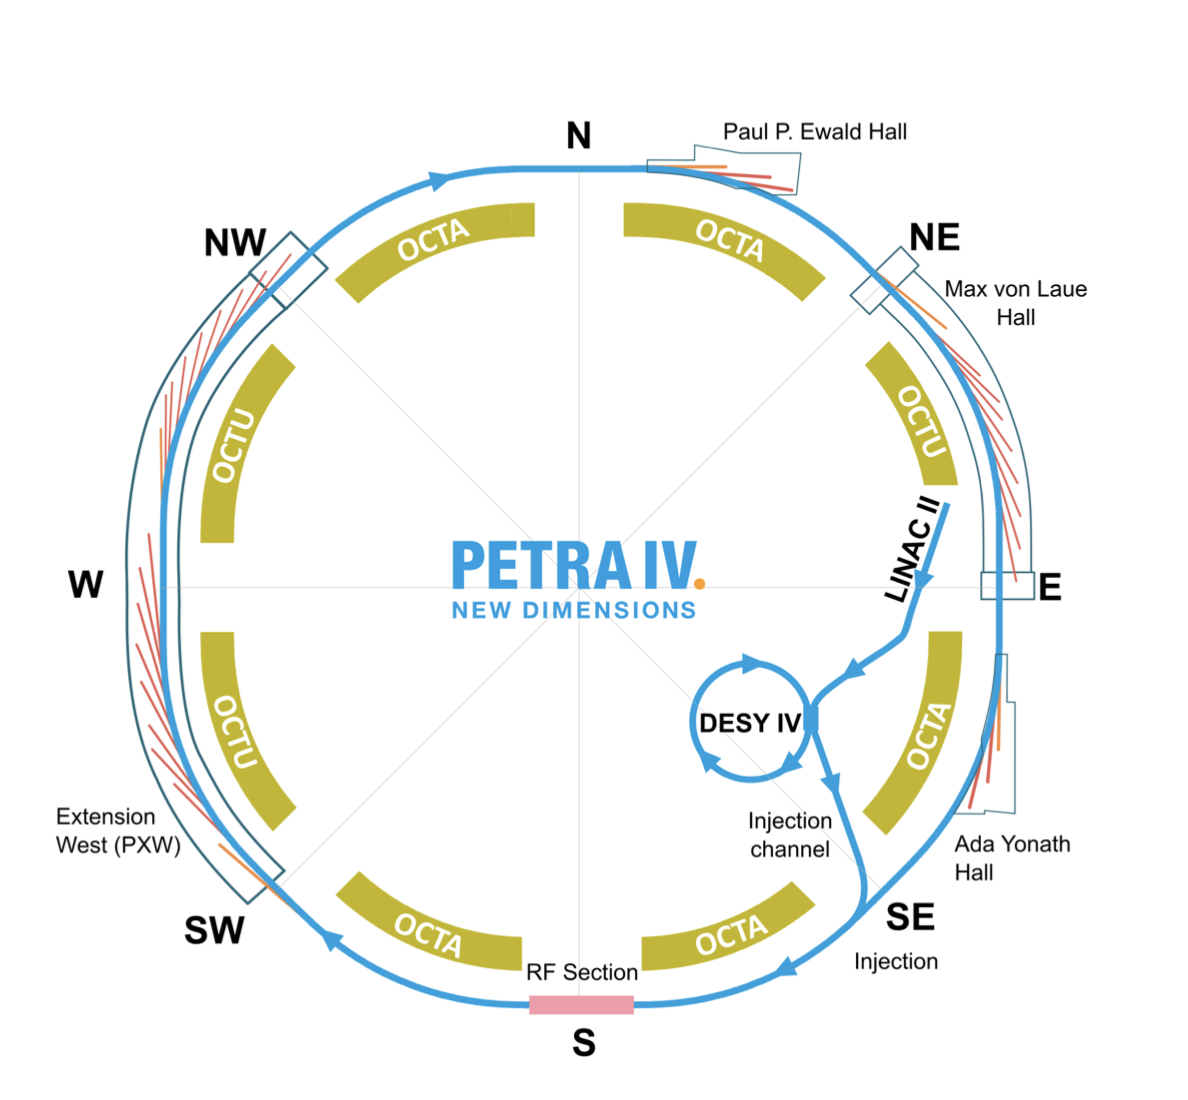 N
Paul P. Ewald Hall
NW
NE
OCTA
OCTA
Max von Laue
Hall
OCTU
OCTU
LINAC II
PETRA IV.
NEW DIMENSIONS
W
E
OCTU
DESY IV
OCTA
Extension
West (PXW)
Injection
channel
Ada Yonath
Hall
SW
SE
OCTA
OCTA
RF Section
Injection
S